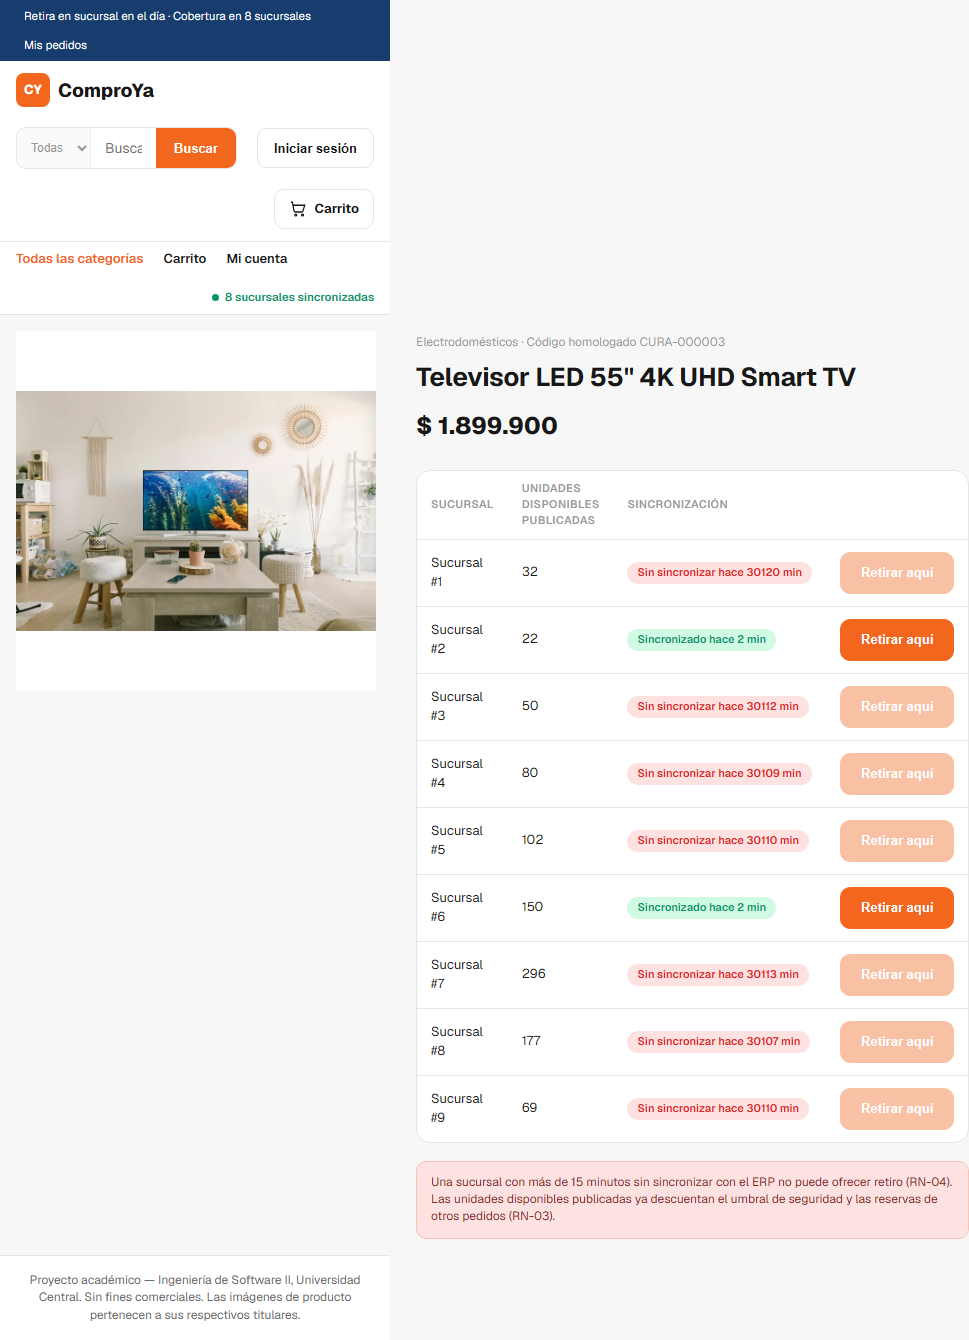 Retira en sucursal en el día · Cobertura en 8 sucursales
Mis pedidos
CY ComproYa
Todas Busca Buscar Iniciar sesión
Carrito
Todas las categorías Carrito Mi cuenta
8 sucursales sincronizadas
Electrodomésticos · Código homologado CURA-000003
Televisor LED 55" 4K UHD Smart TV
$ 1.899.900
SUCURSAL UNIDADES DISPONIBLES PUBLICADAS SINCRONIZACIÓN
Sucursal #1 32 Sin sincronizar hace 30120 min Retirar aquí
Sucursal #2 22 Sincronizado hace 2 min Retirar aquí
Sucursal #3 50 Sin sincronizar hace 30112 min Retirar aquí
Sucursal #4 80 Sin sincronizar hace 30109 min Retirar aquí
Sucursal #5 102 Sin sincronizar hace 30110 min Retirar aquí
Sucursal #6 150 Sincronizado hace 2 min Retirar aquí
Sucursal #7 296 Sin sincronizar hace 30113 min Retirar aquí
Sucursal #8 177 Sin sincronizar hace 30107 min Retirar aquí
Sucursal #9 69 Sin sincronizar hace 30110 min Retirar aquí
Una sucursal con más de 15 minutos sin sincronizar con el ERP no puede ofrecer retiro (RN-04).
Las unidades disponibles publicadas ya descuentan el umbral de seguridad y las reservas de
otros pedidos (RN-03).
Proyecto académico — Ingeniería de Software II, Universidad
Central. Sin fines comerciales. Las imágenes de producto
pertenecen a sus respectivos titulares.